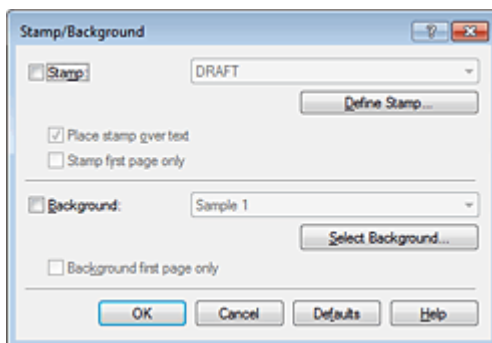 Stamp/Background
Stamp: DRAFT
Define Stamp...
Place stamp over text
Stamp first page only
Background: Sample 1
Select Background...
Background first page only
OK Cancel Defaults Help